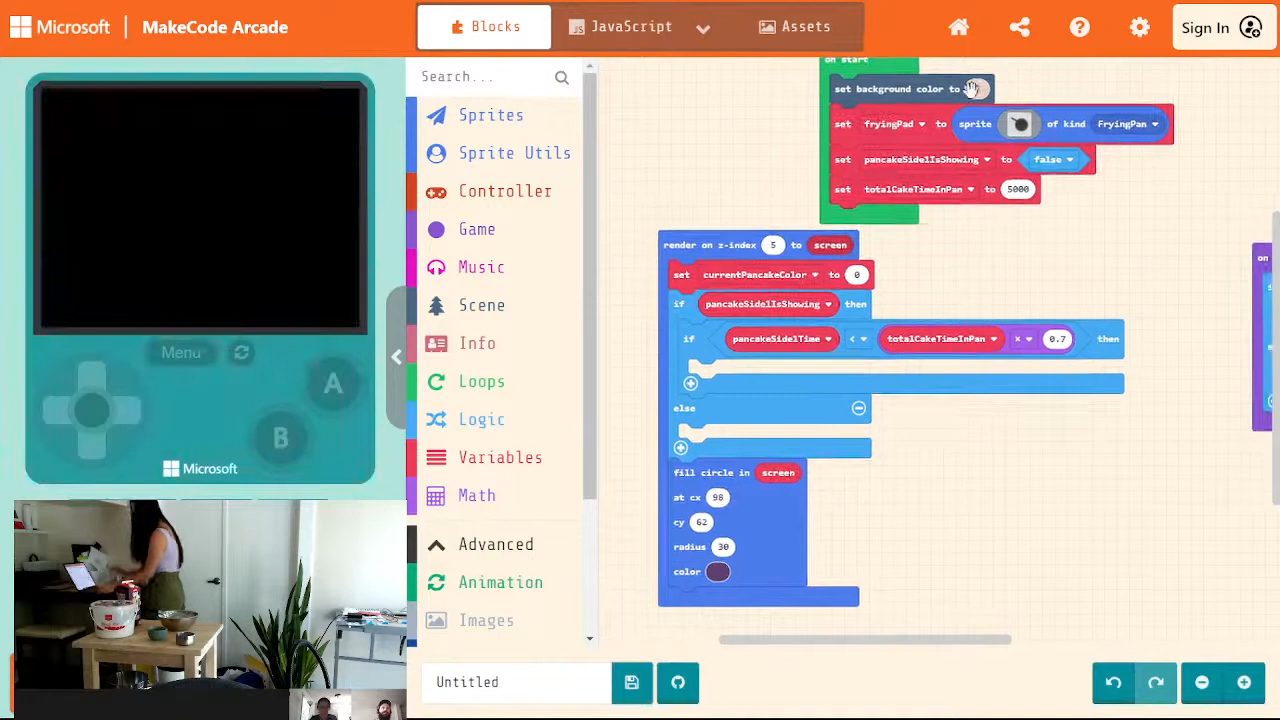 Microsoft | MakeCode Arcade
Blocks
JavaScript
Assets
Sign In
Search...
Sprites
Sprite Utils
Controller
Game
Music
Scene
Info
Loops
Logic
Variables
Math
Advanced
Animation
Images
Menu
A
B
Microsoft
on start
set background color to
set fryingPad to sprite of kind FryingPan
set pancakeSide1IsShowing to false
set totalCakeTimeInPan to 5000
render on z-index 5 to screen
set currentPancakeColor to 0
if pancakeSide1IsShowing then
if pancakeSide1Time < totalCakeTimeInPan × 0.7 then
else
fill circle in screen
at cx 98
cy 62
radius 30
color
on
Untitled